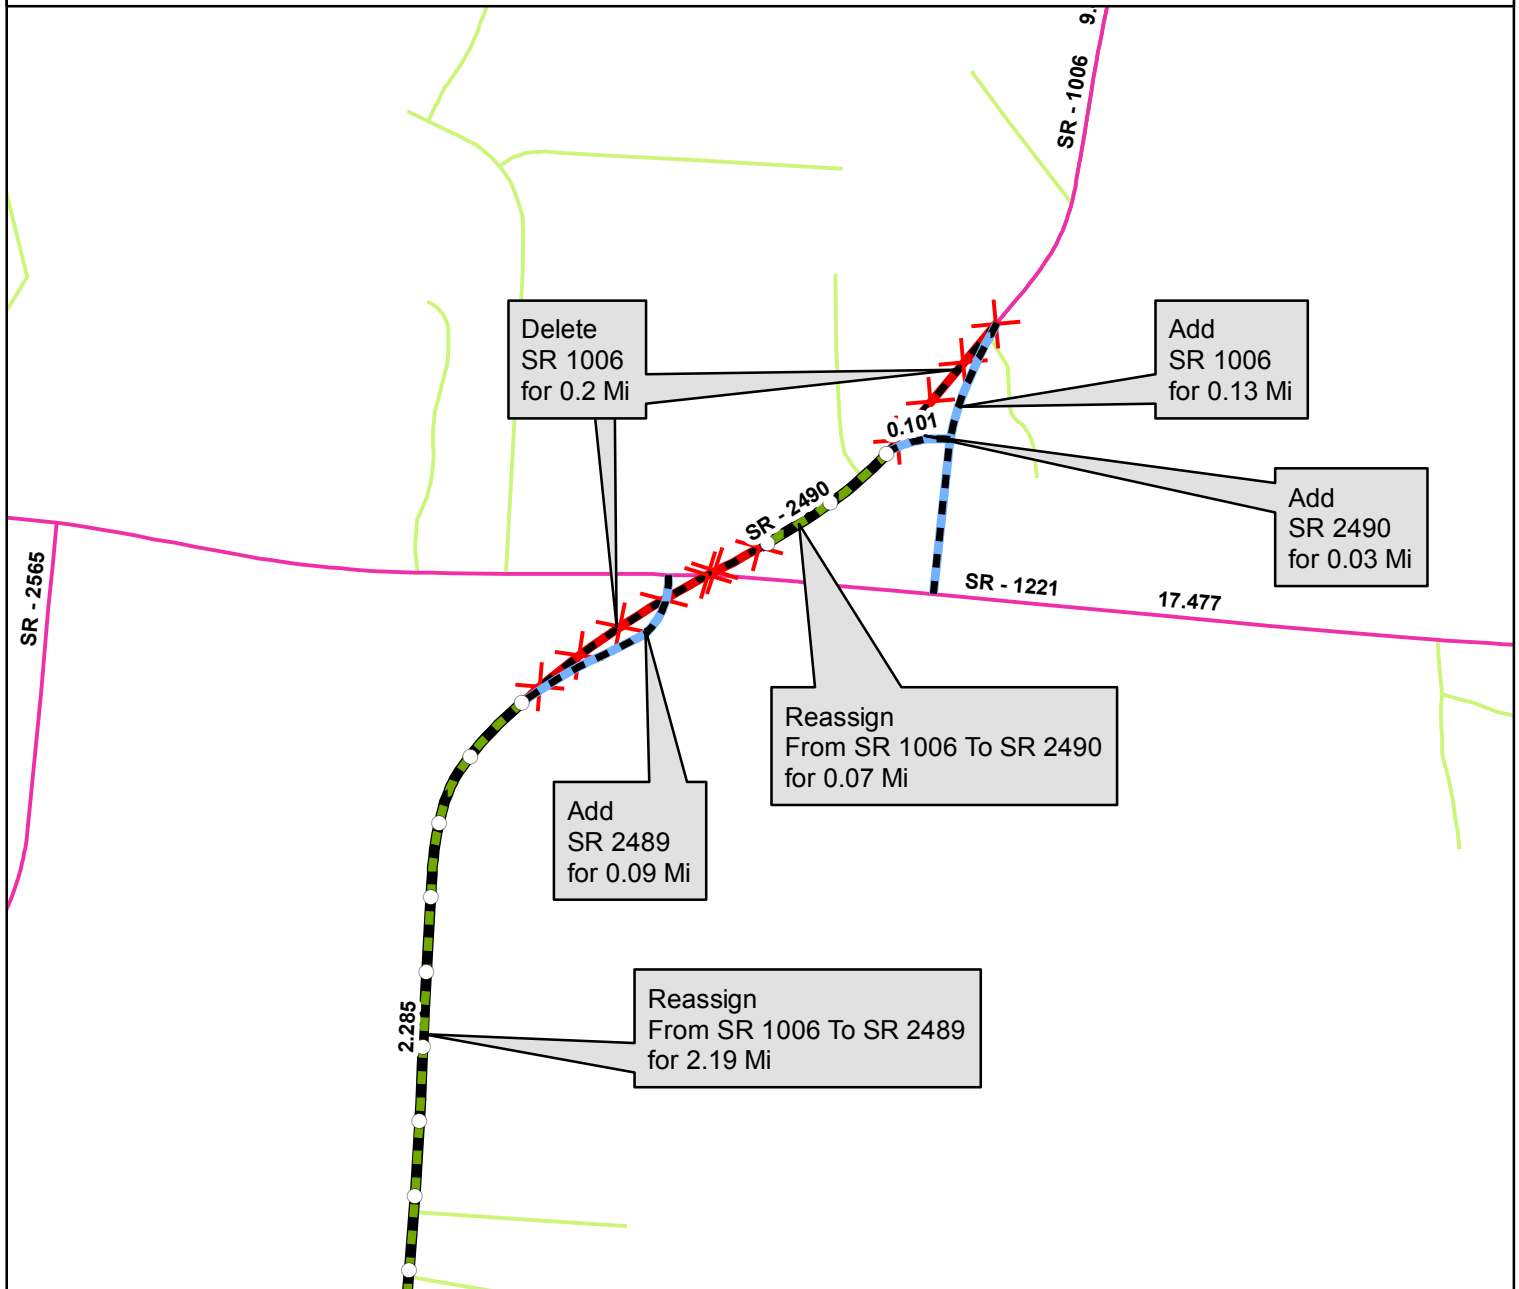 9.
SR - 1006
Delete
SR 1006
for 0.2 Mi
Add
SR 1006
for 0.13 Mi
0.101
Add
SR 2490
for 0.03 Mi
SR - 2490
SR - 2565
SR - 1221
17.477
Reassign
From SR 1006 To SR 2490
for 0.07 Mi
Add
SR 2489
for 0.09 Mi
Reassign
From SR 1006 To SR 2489
for 2.19 Mi
2.285